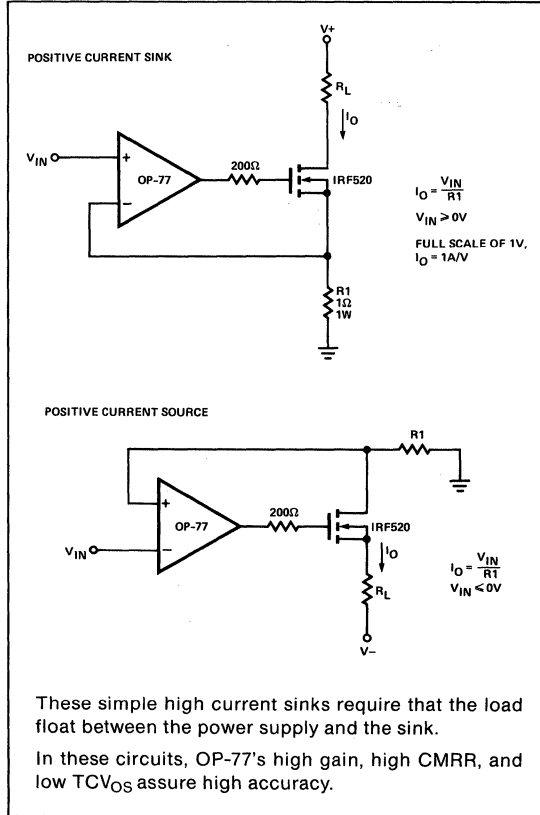 POSITIVE CURRENT SINK
V+
RL
IO
VIN
+
−
OP-77
200Ω
IRF520
IO = VIN
R1
VIN ≥ 0V
FULL SCALE OF 1V,
IO = 1A/V
R1
1Ω
1W
POSITIVE CURRENT SOURCE
R1
+
−
OP-77
VIN
200Ω
IRF520
IO
RL
V−
IO = VIN
R1
VIN ≤ 0V
These simple high current sinks require that the load
float between the power supply and the sink.
In these circuits, OP-77's high gain, high CMRR, and
low TCVOS assure high accuracy.